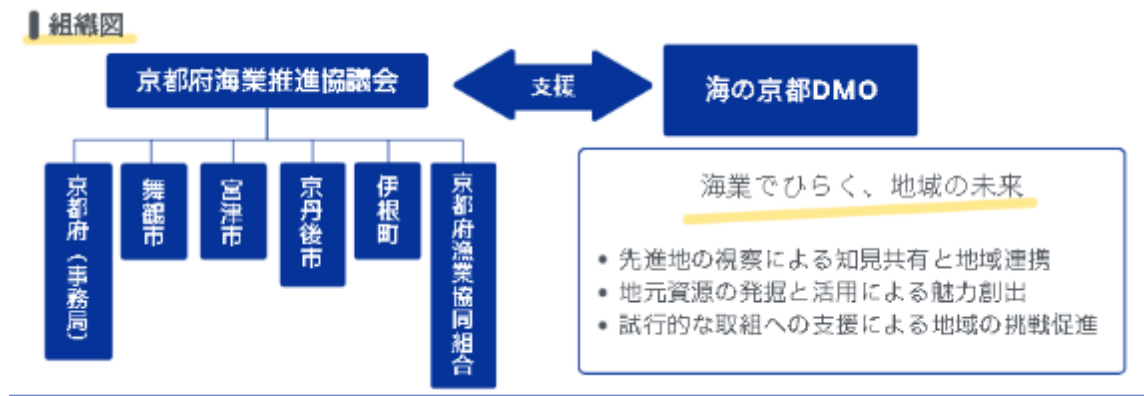 組織図
京都府海業推進協議会
支援
海の京都DMO
京都府（事務局）
舞鶴市
宮津市
京丹後市
伊根町
京都府漁業協同組合
海業でひらく、地域の未来
• 先進地の視察による知見共有と地域連携
• 地元資源の発掘と活用による魅力創出
• 試行的な取組への支援による地域の挑戦促進